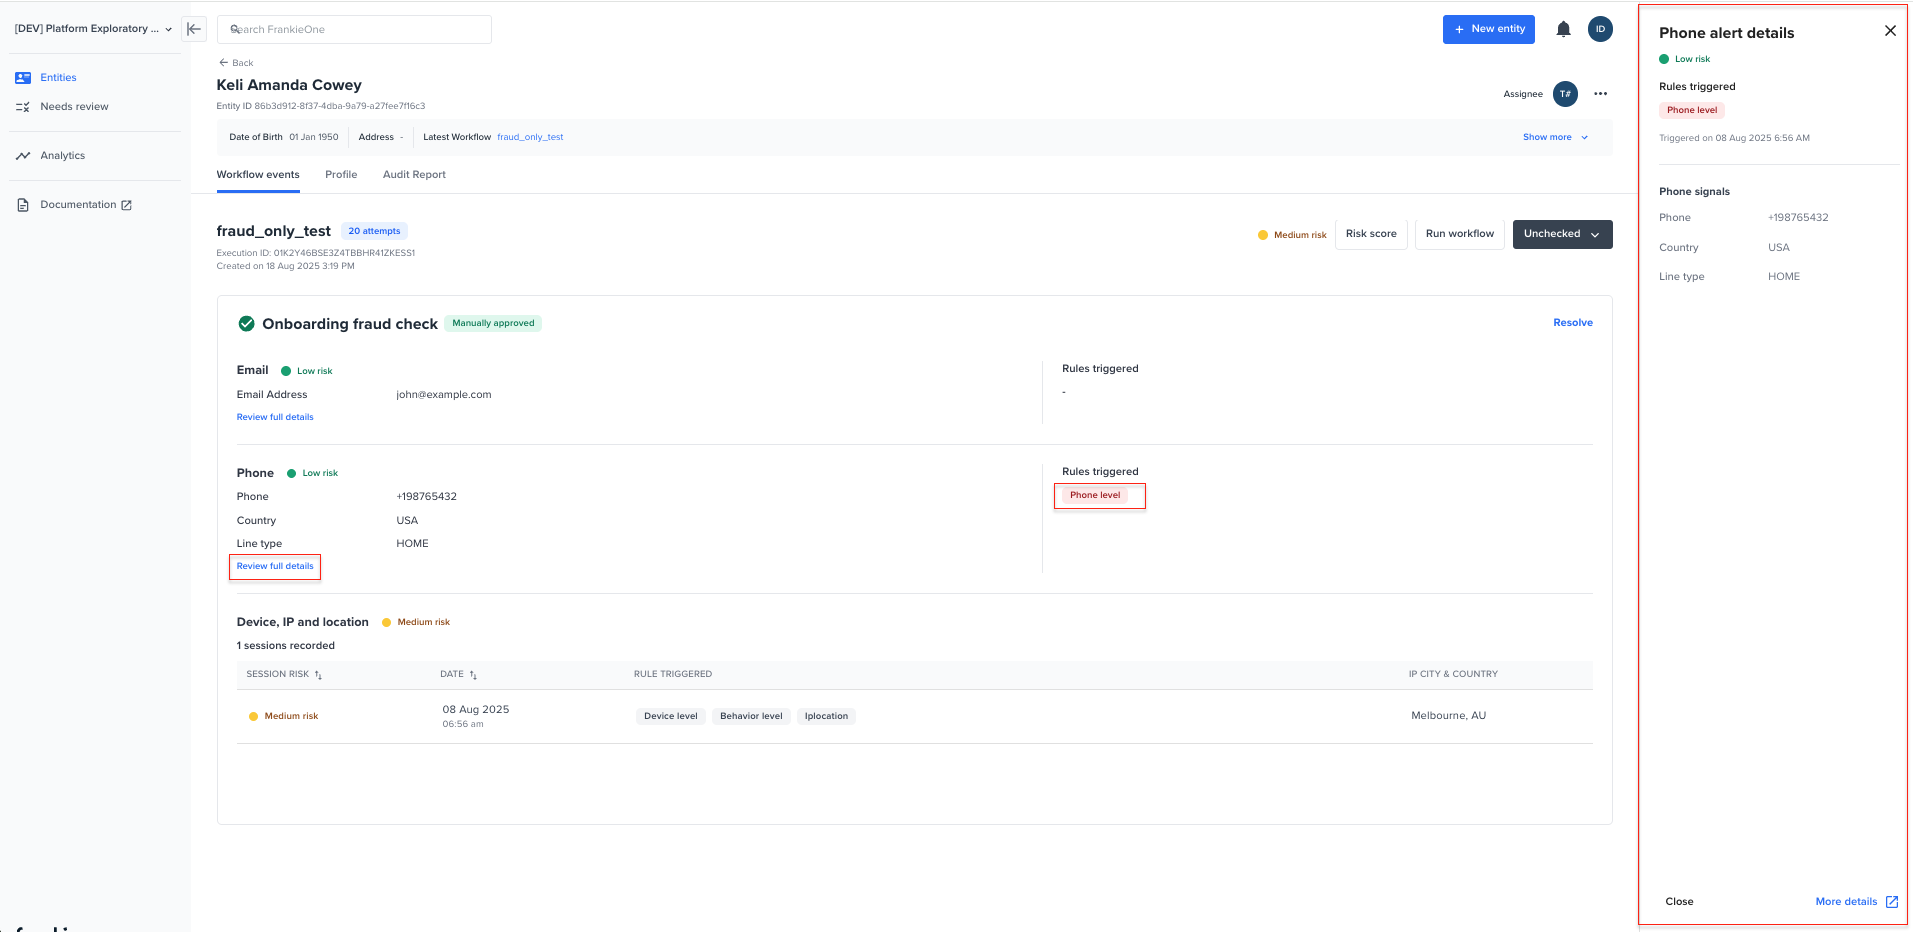 [DEV] Platform Exploratory ...
Entities
Needs review
Analytics
Documentation
Search FrankieOne
New entity
ID
Back
Keli Amanda Cowey
Entity ID 86b3d912-8f37-4dba-9a79-a27fee7f16c3
Assignee T#
Date of Birth 01 Jan 1950 Address - Latest Workflow fraud_only_test Show more
Workflow events Profile Audit Report
fraud_only_test 20 attempts
Execution ID: 01K2Y46BSE3Z4TBBHR41ZKESS1
Created on 18 Aug 2025 3:19 PM
Medium risk Risk score Run workflow Unchecked
Onboarding fraud check Manually approved Resolve
Email Low risk
Email Address john@example.com
Review full details
Rules triggered
-
Phone Low risk
Phone +198765432
Country USA
Line type HOME
Review full details
Rules triggered
Phone level
Device, IP and location Medium risk
1 sessions recorded
SESSION RISK DATE RULE TRIGGERED IP CITY & COUNTRY
Medium risk 08 Aug 2025 Device level Behavior level Iplocation Melbourne, AU
06:56 am
Phone alert details
Low risk
Rules triggered
Phone level
Triggered on 08 Aug 2025 6:56 AM
Phone signals
Phone +198765432
Country USA
Line type HOME
Close More details